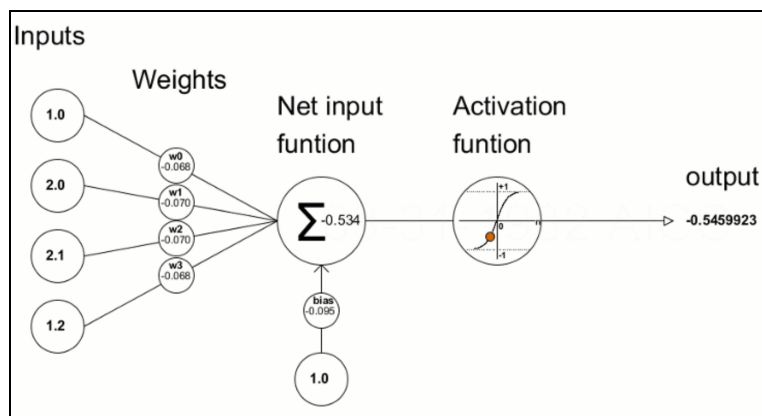 Inputs
Weights
Net input
funtion
Activation
funtion
output
1.0
2.0
2.1
1.2
w0
-0.068
w1
-0.070
w2
-0.070
w3
-0.068
Σ -0.534
bias
-0.095
1.0
+1
0
-1
-0.5459923